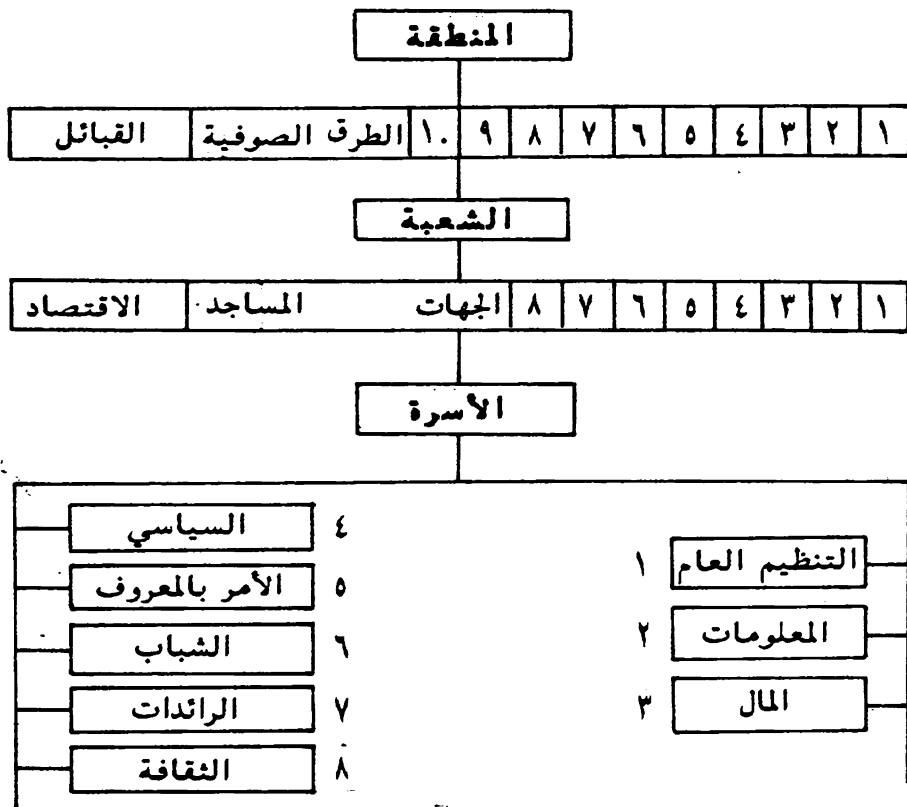 المنطقة
١ ٢ ٣ ٤ ٥ ٦ ٧ ٨ ٩ ١٠ الطرق الصوفية القبائل
الشعبة
١ ٢ ٣ ٤ ٥ ٦ ٧ ٨ الجهات المساجد الاقتصاد
الأسرة
التنظيم العام ١
المعلومات ٢
المال ٣
٤ السياسي
٥ الأمر بالمعروف
٦ الشباب
٧ الرائدات
٨ الثقافة